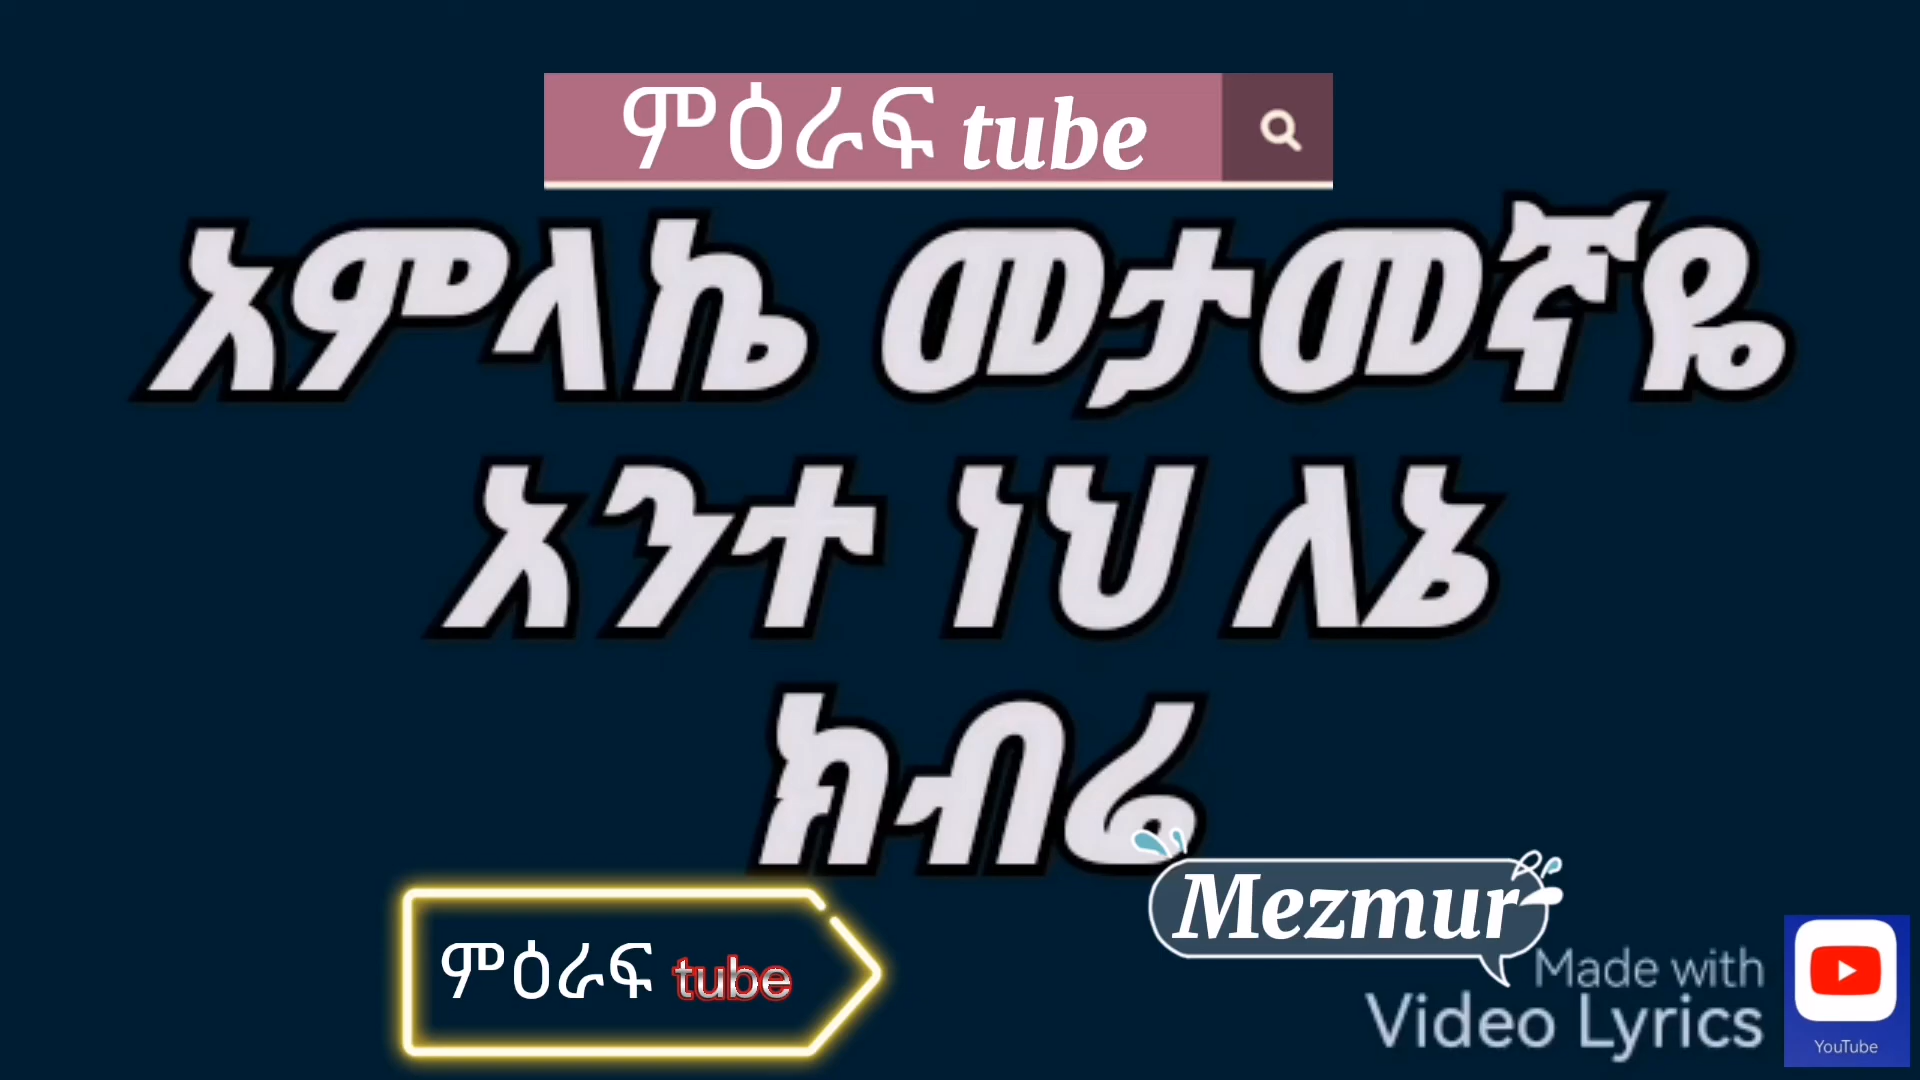 ምዕራፍ tube
አምላኬ መታመኛዬ
አንተ ነህ ለኔ
ክብሬ
Mezmur
ምዕራፍ tube
Made with
Video Lyrics
YouTube